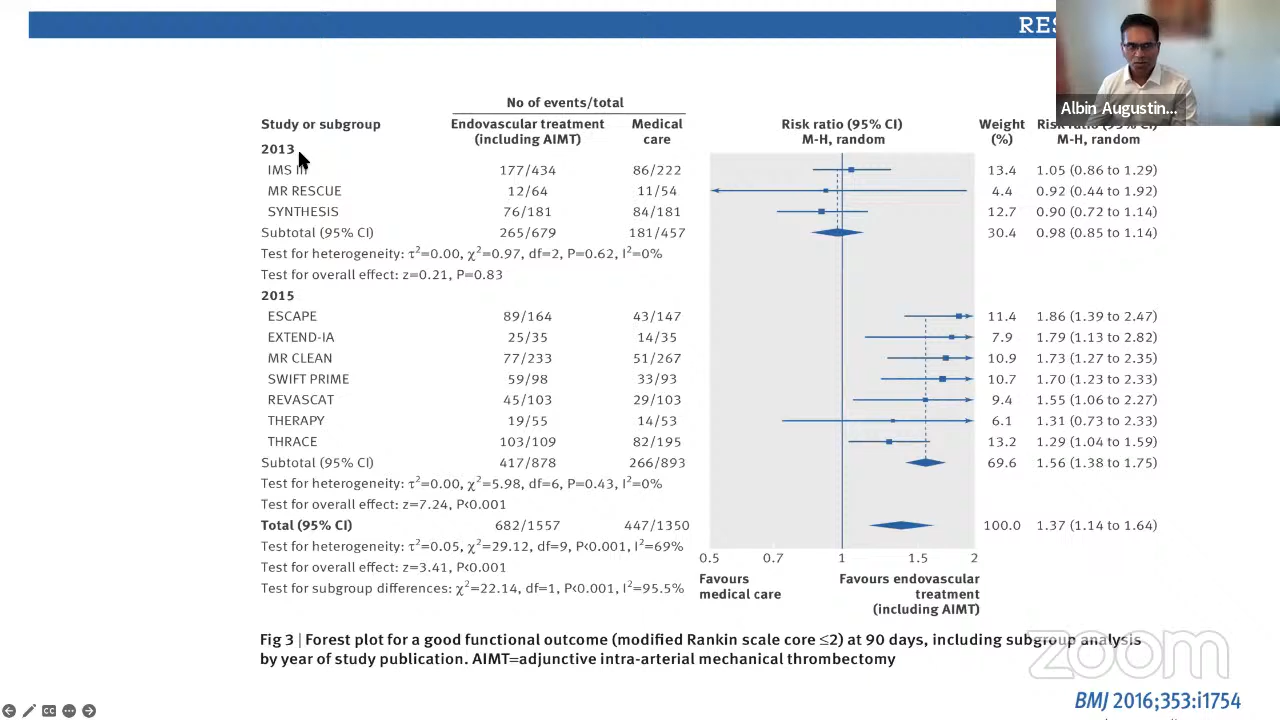 RES
Albin Augustin...
No of events/total
Study or subgroup Endovascular treatment (including AIMT) Medical care Risk ratio (95% CI) M-H, random Weight (%) Risk ratio (95% CI) M-H, random
2013
IMS III 177/434 86/222 13.4 1.05 (0.86 to 1.29)
MR RESCUE 12/64 11/54 4.4 0.92 (0.44 to 1.92)
SYNTHESIS 76/181 84/181 12.7 0.90 (0.72 to 1.14)
Subtotal (95% CI) 265/679 181/457 30.4 0.98 (0.85 to 1.14)
Test for heterogeneity: τ²=0.00, χ²=0.97, df=2, P=0.62, I²=0%
Test for overall effect: z=0.21, P=0.83
2015
ESCAPE 89/164 43/147 11.4 1.86 (1.39 to 2.47)
EXTEND-IA 25/35 14/35 7.9 1.79 (1.13 to 2.82)
MR CLEAN 77/233 51/267 10.9 1.73 (1.27 to 2.35)
SWIFT PRIME 59/98 33/93 10.7 1.70 (1.23 to 2.33)
REVASCAT 45/103 29/103 9.4 1.55 (1.06 to 2.27)
THERAPY 19/55 14/53 6.1 1.31 (0.73 to 2.33)
THRACE 103/109 82/195 13.2 1.29 (1.04 to 1.59)
Subtotal (95% CI) 417/878 266/893 69.6 1.56 (1.38 to 1.75)
Test for heterogeneity: τ²=0.00, χ²=5.98, df=6, P=0.43, I²=0%
Test for overall effect: z=7.24, P<0.001
Total (95% CI) 682/1557 447/1350 100.0 1.37 (1.14 to 1.64)
Test for heterogeneity: τ²=0.05, χ²=29.12, df=9, P<0.001, I²=69%
Test for overall effect: z=3.41, P<0.001
Test for subgroup differences: χ²=22.14, df=1, P<0.001, I²=95.5%
0.5 0.7 1 1.5 2
Favours medical care Favours endovascular treatment (including AIMT)
Fig 3 | Forest plot for a good functional outcome (modified Rankin scale core ≤2) at 90 days, including subgroup analysis
by year of study publication. AIMT=adjunctive intra-arterial mechanical thrombectomy
zoom
BMJ 2016;353:i1754
CC